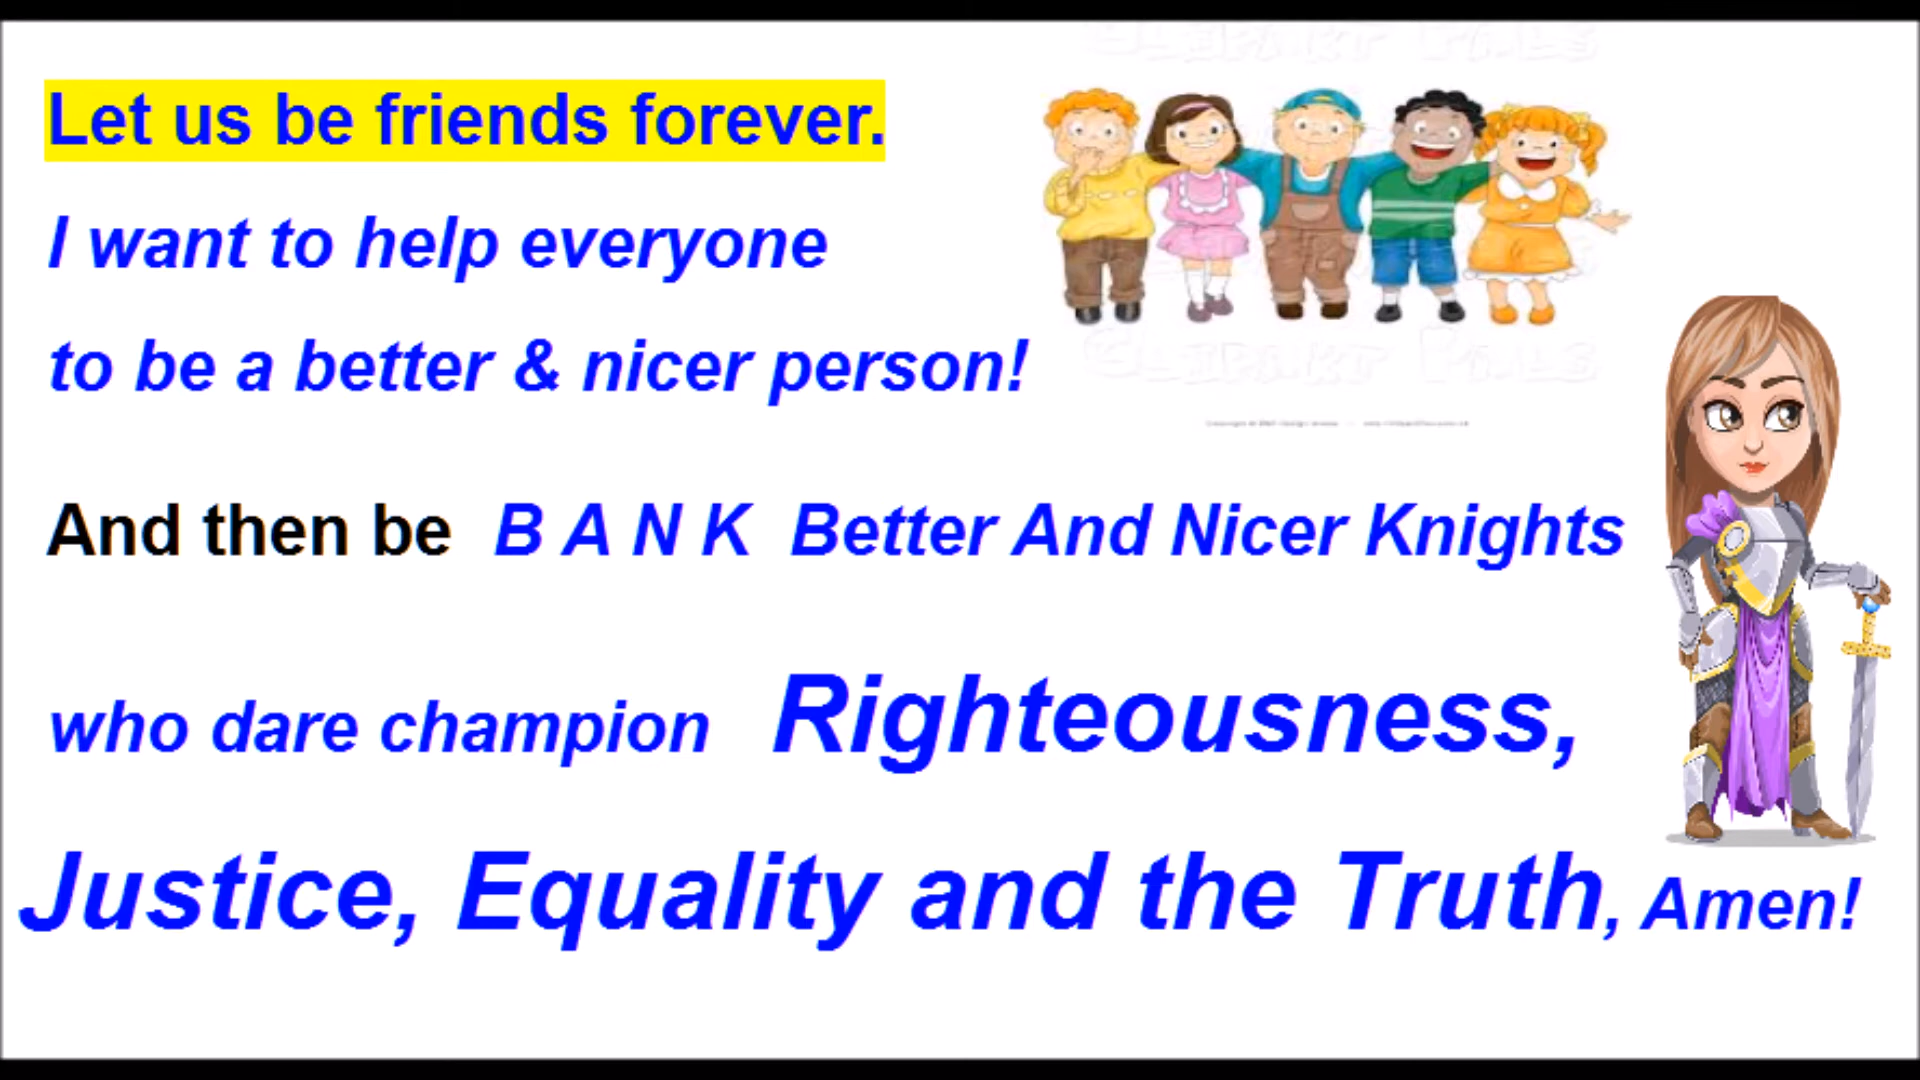 Let us be friends forever.
I want to help everyone
to be a better & nicer person!
And then be B A N K Better And Nicer Knights
who dare champion Righteousness,
Justice, Equality and the Truth, Amen!